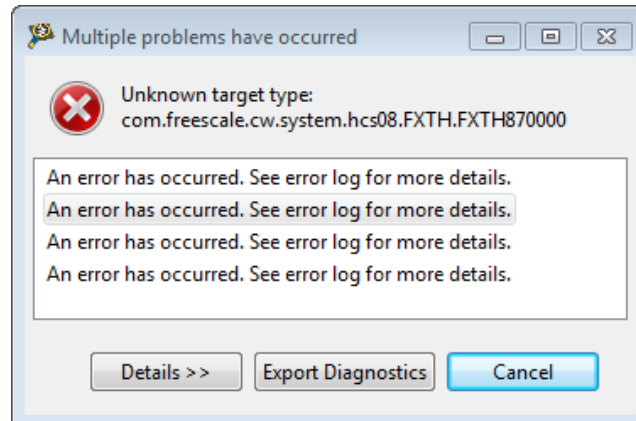 Multiple problems have occurred
Unknown target type:
com.freescale.cw.system.hcs08.FXTH.FXTH870000
An error has occurred. See error log for more details.
An error has occurred. See error log for more details.
An error has occurred. See error log for more details.
An error has occurred. See error log for more details.
Details >>
Export Diagnostics
Cancel